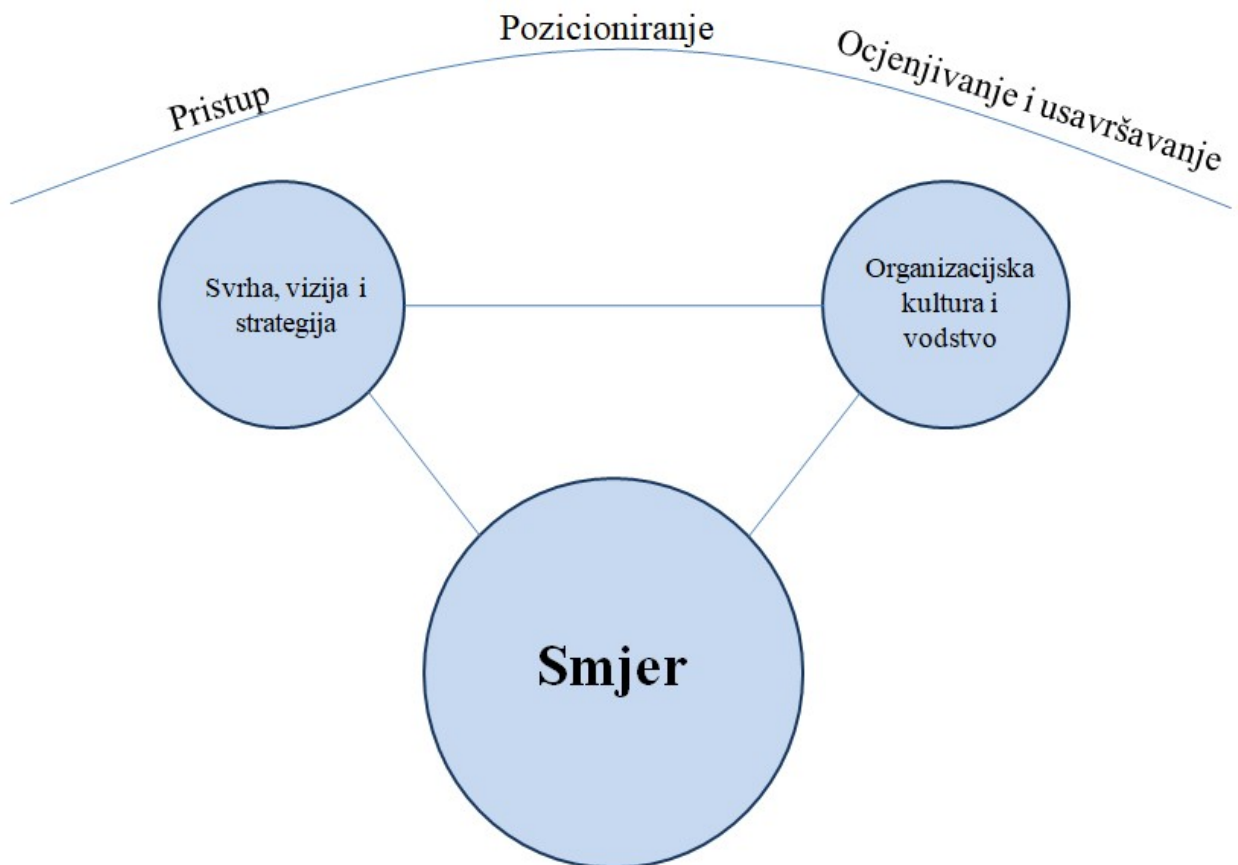 Pozicioniranje
Pristup
Ocjenjivanje i usavršavanje
Svrha, vizija i
strategija
Organizacijska
kultura i
vodstvo
Smjer